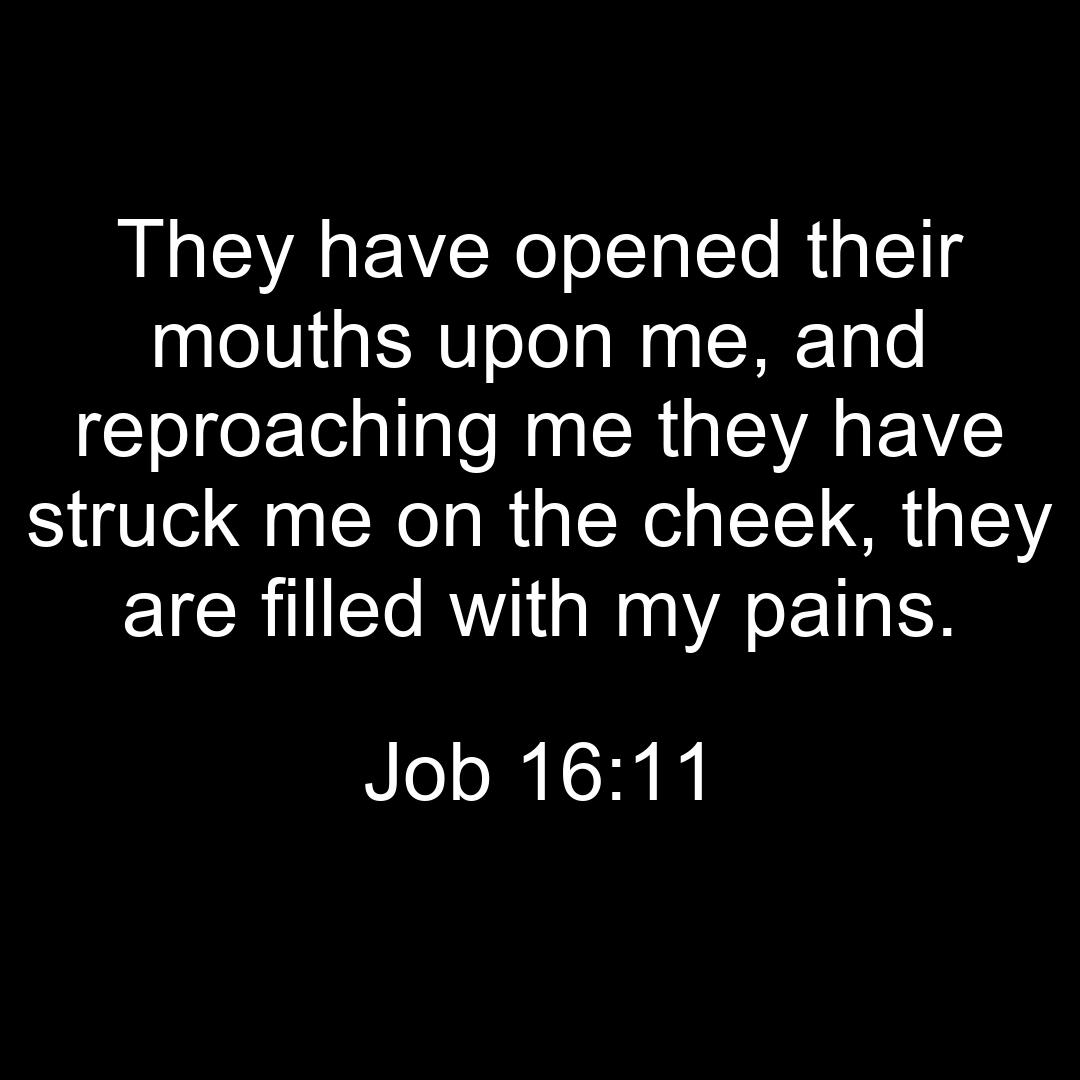 They have opened their
mouths upon me, and
reproaching me they have
struck me on the cheek, they
are filled with my pains.
Job 16:11